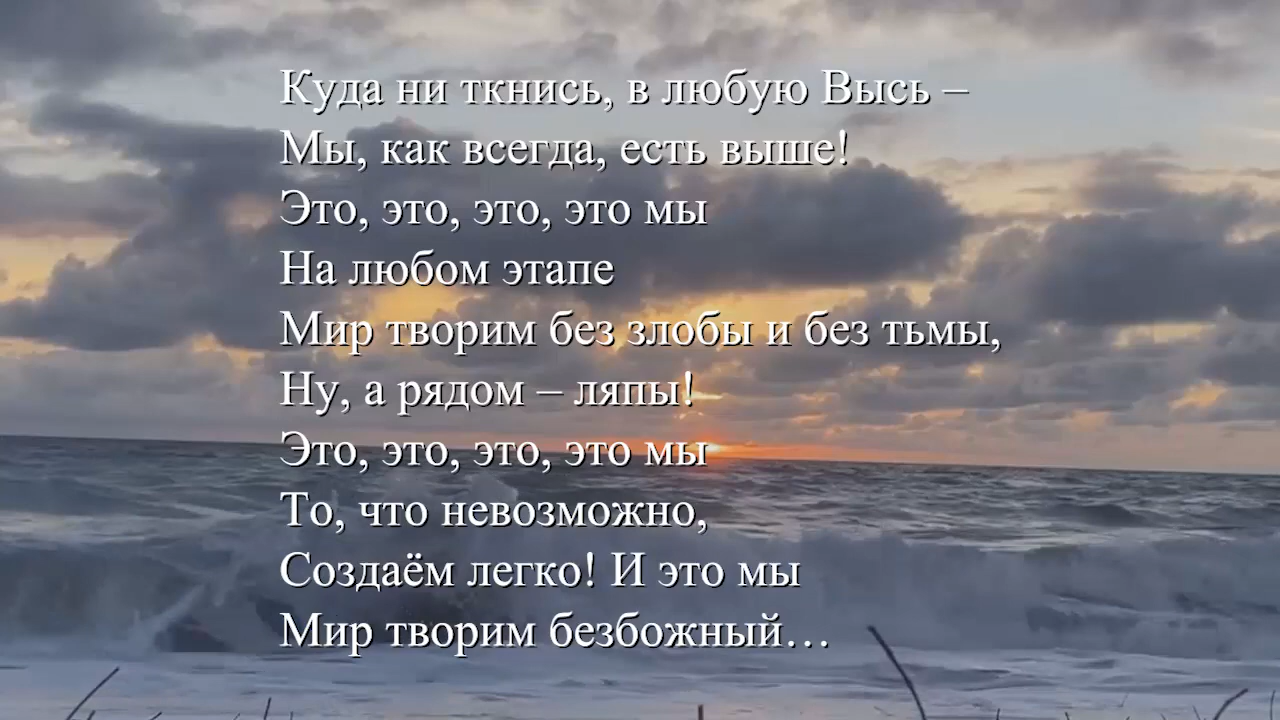 Куда ни ткнись, в любую Высь –
Мы, как всегда, есть выше!
Это, это, это, это мы
На любом этапе
Мир творим без злобы и без тьмы,
Ну, а рядом – ляпы!
Это, это, это, это мы
То, что невозможно,
Создаём легко! И это мы
Мир творим безбожный…